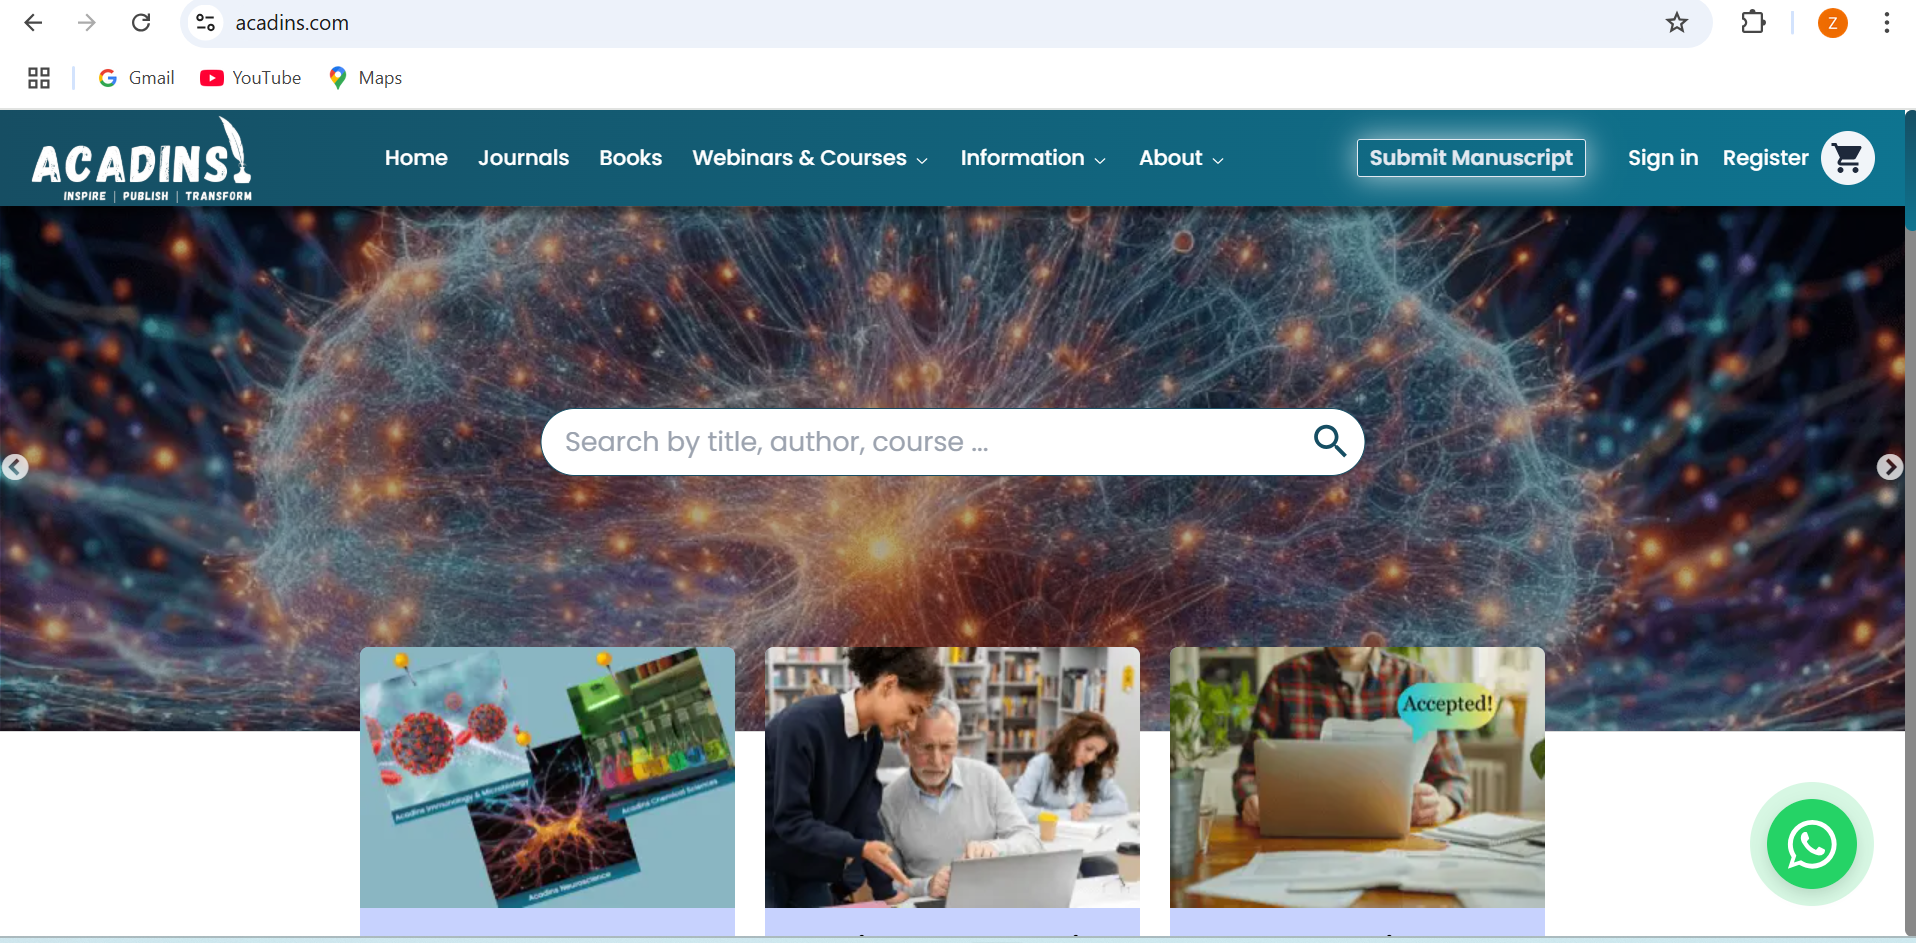 acadins.com
Z
Gmail
YouTube
Maps
ACADINS
INSPIRE | PUBLISH | TRANSFORM
Home
Journals
Books
Webinars & Courses
Information
About
Submit Manuscript
Sign in
Register
Search by title, author, course ...
Accepted!
Acadins Immunology & Microbiology
Acadins Chemical Sciences
Acadins Neuroscience